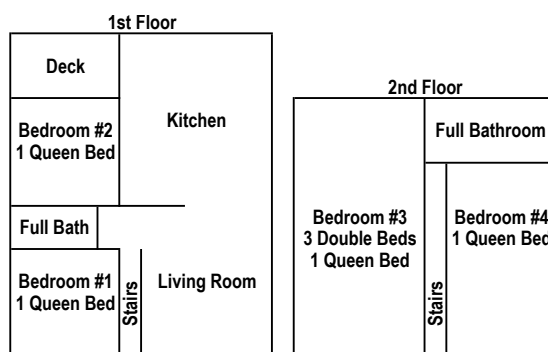 1st Floor
Deck
Kitchen
Bedroom #2
1 Queen Bed
Full Bath
Bedroom #1
1 Queen Bed
Stairs
Living Room
2nd Floor
Full Bathroom
Bedroom #3
3 Double Beds
1 Queen Bed
Stairs
Bedroom #4
1 Queen Bed